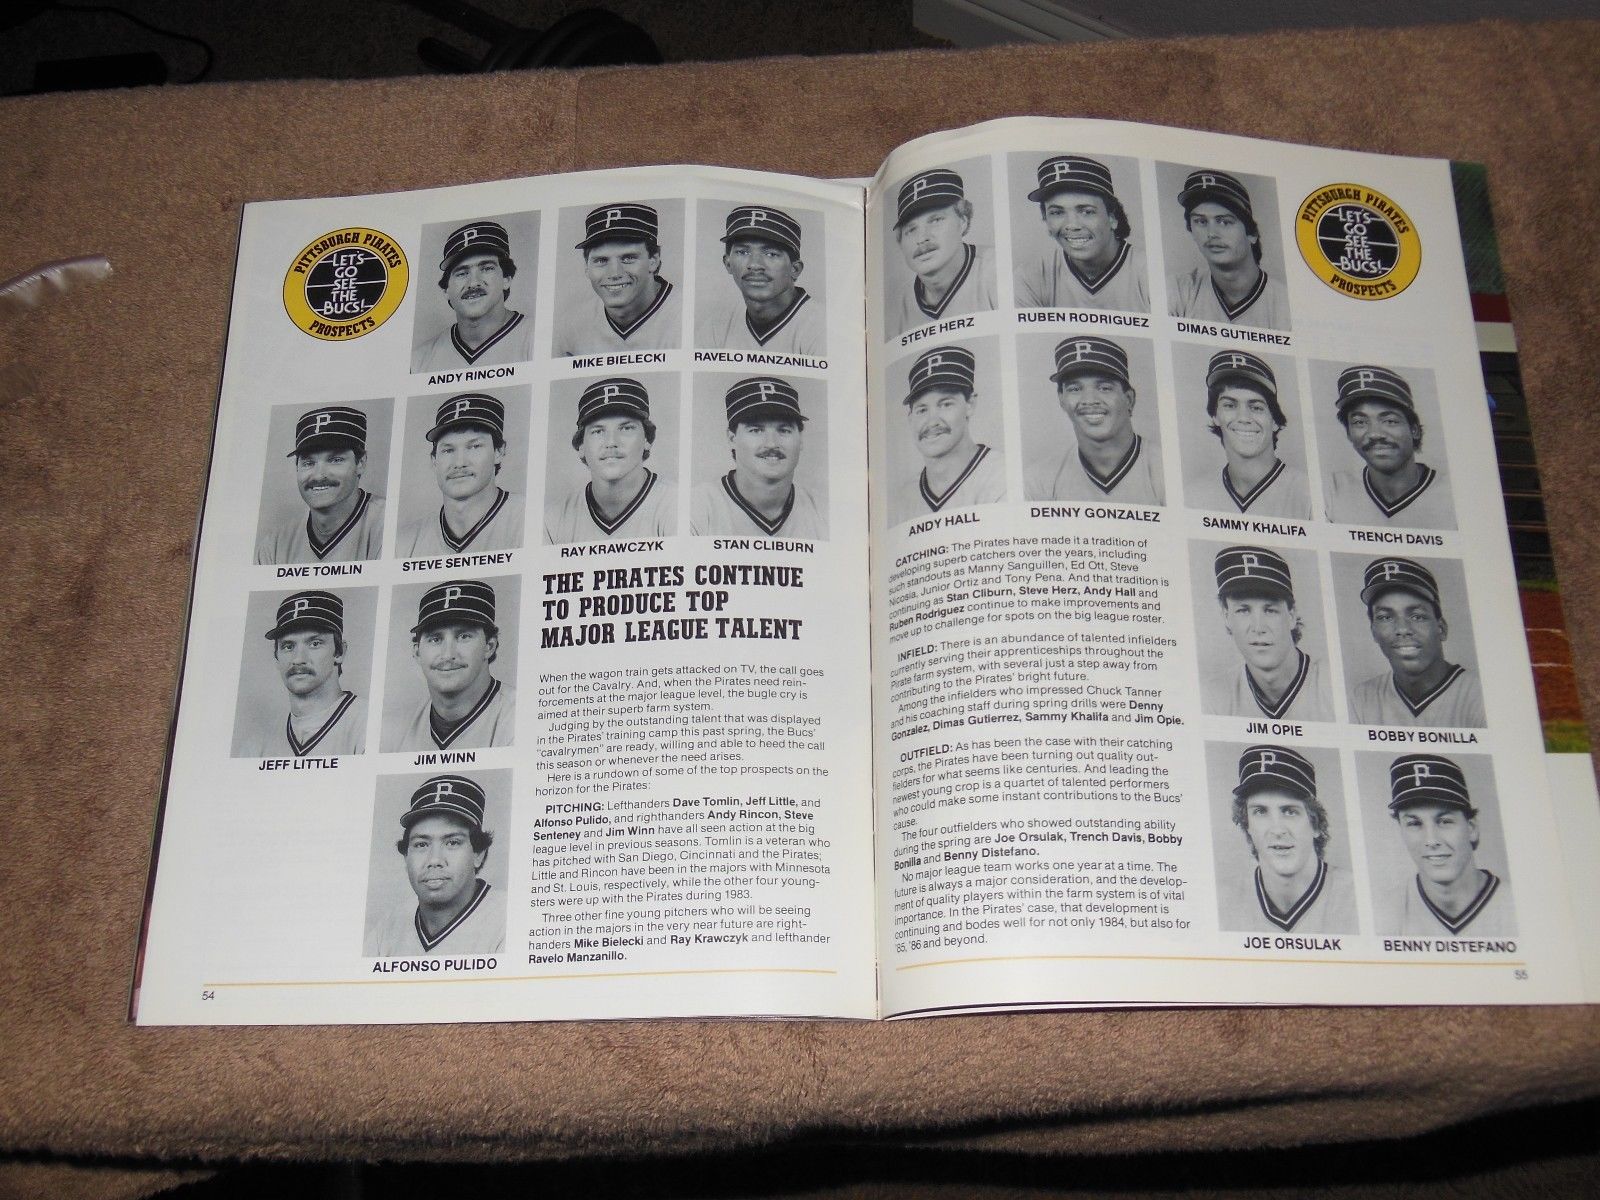 PITTSBURGH PIRATES
LET'S
GO
SEE
THE
BUCS!
PROSPECTS
ANDY RINCON
MIKE BIELECKI
RAVELO MANZANILLO
DAVE TOMLIN
STEVE SENTENEY
RAY KRAWCZYK
STAN CLIBURN
JEFF LITTLE
JIM WINN
ALFONSO PULIDO
THE PIRATES CONTINUE
TO PRODUCE TOP
MAJOR LEAGUE TALENT
When the wagon train gets attacked on TV, the call goes
out for the Cavalry. And, when the Pirates need rein-
forcements at the major league level, the bugle cry is
aimed at their superb farm system.
Judging by the outstanding talent that was displayed
in the Pirates' training camp this past spring, the Bucs'
"cavalrymen" are ready, willing and able to heed the call
this season or whenever the need arises.
Here is a rundown of some of the top prospects on the
horizon for the Pirates:
PITCHING: Lefthanders Dave Tomlin, Jeff Little, and
Alfonso Pulido, and righthanders Andy Rincon, Steve
Senteney and Jim Winn have all seen action at the big
league level in previous seasons. Tomlin is a veteran who
has pitched with San Diego, Cincinnati and the Pirates;
Little and Rincon have been in the majors with Minnesota
and St. Louis, respectively, while the other four young-
sters were up with the Pirates during 1983.
Three other fine young pitchers who will be seeing
action in the majors in the very near future are right-
handers Mike Bielecki and Ray Krawczyk and lefthander
Ravelo Manzanillo.
54
STEVE HERZ
RUBEN RODRIGUEZ
DIMAS GUTIERREZ
PITTSBURGH PIRATES
LET'S
GO
SEE
THE
BUCS!
PROSPECTS
ANDY HALL
DENNY GONZALEZ
SAMMY KHALIFA
TRENCH DAVIS
CATCHING: The Pirates have made it a tradition of
developing superb catchers over the years, including
such standouts as Manny Sanguillen, Ed Ott, Steve
Nicosia, Junior Ortiz and Tony Pena. And that tradition is
continuing as Stan Cliburn, Steve Herz, Andy Hall and
Ruben Rodriguez continue to make improvements and
move up to challenge for spots on the big league roster.
INFIELD: There is an abundance of talented infielders
currently serving their apprenticeships throughout the
Pirate farm system, with several just a step away from
contributing to the Pirates' bright future.
Among the infielders who impressed Chuck Tanner
and his coaching staff during spring drills were Denny
Gonzalez, Dimas Gutierrez, Sammy Khalifa and Jim Opie.
OUTFIELD: As has been the case with their catching
corps, the Pirates have been turning out quality out-
fielders for what seems like centuries. And leading the
newest young crop is a quartet of talented performers
who could make some instant contributions to the Bucs'
cause.
The four outfielders who showed outstanding ability
during the spring are Joe Orsulak, Trench Davis, Bobby
Bonilla and Benny Distefano.
No major league team works one year at a time. The
future is always a major consideration, and the develop-
ment of quality players within the farm system is of vital
importance. In the Pirates' case, that development is
continuing and bodes well for not only 1984, but also for
'85, '86 and beyond.
JIM OPIE
BOBBY BONILLA
JOE ORSULAK
BENNY DISTEFANO
55